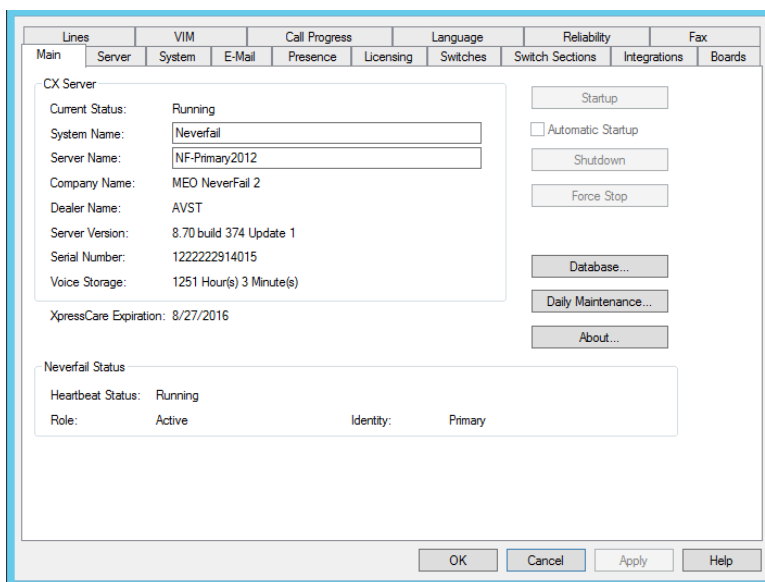 Lines VIM Call Progress Language Reliability Fax
Main Server System E-Mail Presence Licensing Switches Switch Sections Integrations Boards
CX Server
Current Status: Running
System Name: Neverfail
Server Name: NF-Primary2012
Company Name: MEO NeverFail 2
Dealer Name: AVST
Server Version: 8.70 build 374 Update 1
Serial Number: 1222222914015
Voice Storage: 1251 Hour(s) 3 Minute(s)
XpressCare Expiration: 8/27/2016
Startup
Automatic Startup
Shutdown
Force Stop
Database...
Daily Maintenance...
About...
Neverfail Status
Heartbeat Status: Running
Role: Active Identity: Primary
OK Cancel Apply Help